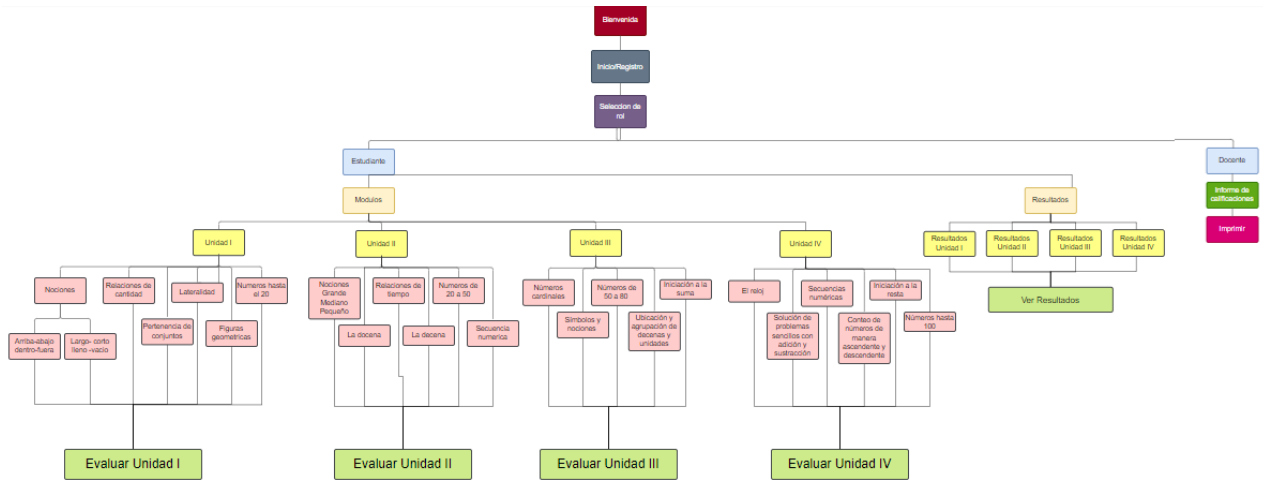 Bienvenida
Inicio/Registro
Seleccion de
rol
Estudiante
Docente
Modulos
Resultados
Informe de
calificaciones
Imprimir
Unidad I
Unidad II
Unidad III
Unidad IV
Resultados
Unidad I
Resultados
Unidad II
Resultados
Unidad III
Resultados
Unidad IV
Ver Resultados
Nociones
Relaciones de
cantidad
Lateralidad
Numeros hasta
el 20
Arriba-abajo
dentro-fuera
Largo- corto
lleno -vacio
Pertenencia de
conjuntos
Figuras
geometricas
Nociones
Grande
Mediano
Pequeño
Relaciones de
tiempo
Numeros de
20 a 50
La docena
La decena
Secuencia
numerica
Números
cardinales
Números de
50 a 80
Iniciación a la
suma
Símbolos y
nociones
Ubicación y
agrupación de
decenas y
unidades
El reloj
Secuencias
numéricas
Iniciación a la
resta
Solución de
problemas
sencillos con
adición y
sustracción
Conteo de
números de
manera
ascendente y
descendente
Números hasta
100
Evaluar Unidad I
Evaluar Unidad II
Evaluar Unidad III
Evaluar Unidad IV